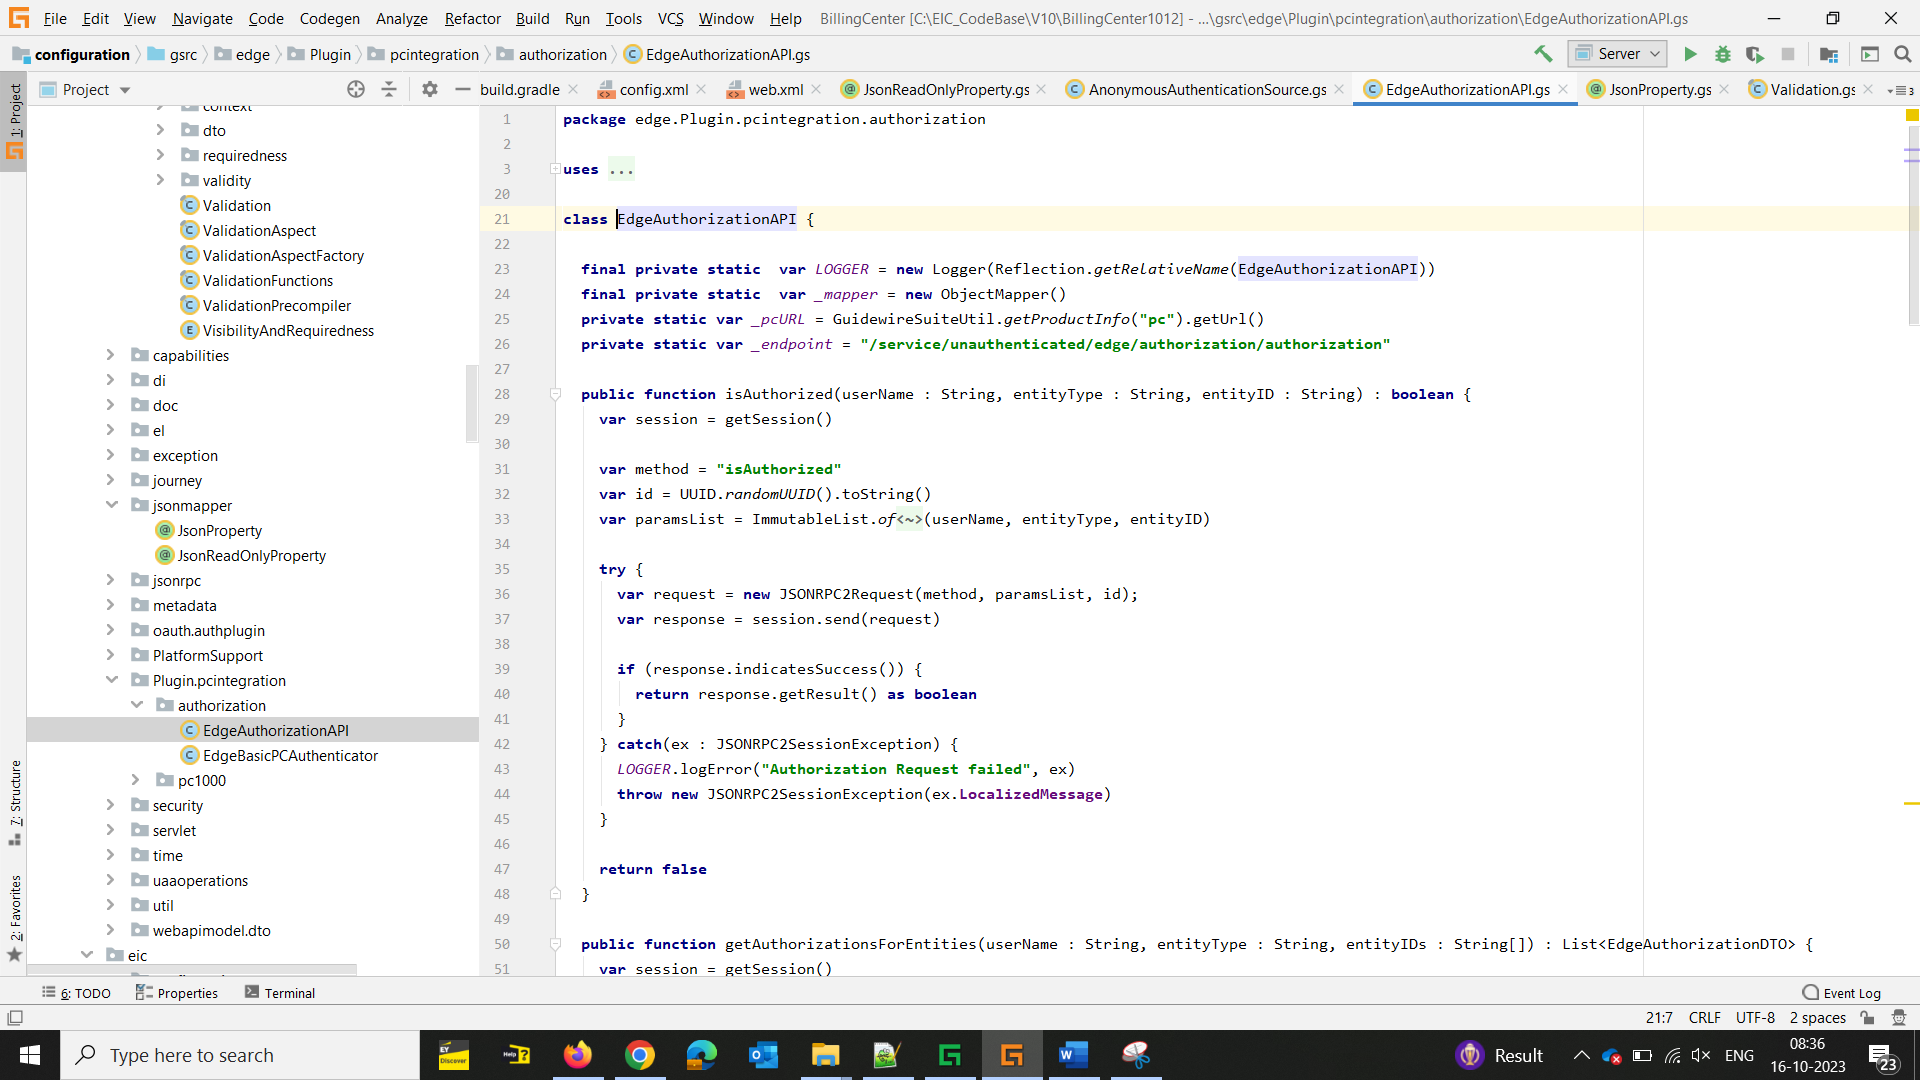 File Edit View Navigate Code Codegen Analyze Refactor Build Run Tools VCS Window Help BillingCenter [C:\EIC_CodeBase\V10\BillingCenter1012] - ...\gsrc\edge\Plugin\pcintegration\authorization\EdgeAuthorizationAPI.gs
configuration gsrc edge Plugin pcintegration authorization EdgeAuthorizationAPI.gs Server
Project build.gradle config.xml web.xml JsonReadOnlyProperty.gs AnonymousAuthenticationSource.gs EdgeAuthorizationAPI.gs JsonProperty.gs Validation.gs 3
1: Project
7: Structure
2: Favorites
context
dto
requiredness
validity
Validation
ValidationAspect
ValidationAspectFactory
ValidationFunctions
ValidationPrecompiler
VisibilityAndRequiredness
capabilities
di
doc
el
exception
journey
jsonmapper
JsonProperty
JsonReadOnlyProperty
jsonrpc
metadata
oauth.authplugin
PlatformSupport
Plugin.pcintegration
authorization
EdgeAuthorizationAPI
EdgeBasicPCAuthenticator
pc1000
security
servlet
time
uaaoperations
util
webapimodel.dto
eic
1 package edge.Plugin.pcintegration.authorization
2
3 uses ...
20
21 class EdgeAuthorizationAPI {
22
23 final private static  var LOGGER = new Logger(Reflection.getRelativeName(EdgeAuthorizationAPI))
24 final private static  var _mapper = new ObjectMapper()
25 private static var _pcURL = GuidewireSuiteUtil.getProductInfo("pc").getUrl()
26 private static var _endpoint = "/service/unauthenticated/edge/authorization/authorization"
27
28 public function isAuthorized(userName : String, entityType : String, entityID : String) : boolean {
29 var session = getSession()
30
31 var method = "isAuthorized"
32 var id = UUID.randomUUID().toString()
33 var paramsList = ImmutableList.of<~>(userName, entityType, entityID)
34
35 try {
36 var request = new JSONRPC2Request(method, paramsList, id);
37 var response = session.send(request)
38
39 if (response.indicatesSuccess()) {
40 return response.getResult() as boolean
41 }
42 } catch(ex : JSONRPC2SessionException) {
43 LOGGER.logError("Authorization Request failed", ex)
44 throw new JSONRPC2SessionException(ex.LocalizedMessage)
45 }
46
47 return false
48 }
49
50 public function getAuthorizationsForEntities(userName : String, entityType : String, entityIDs : String[]) : List<EdgeAuthorizationDTO> {
51 var session = getSession()
6: TODO Properties Terminal Event Log
21:7 CRLF UTF-8 2 spaces
Type here to search EY Discover Help ? Result ENG 08:36
16-10-2023 23